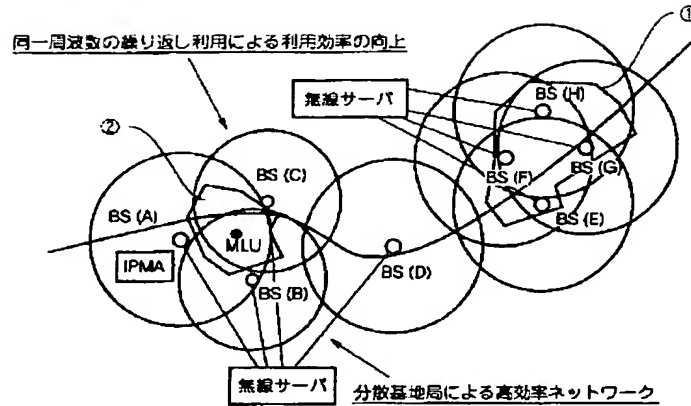 ①
同一周波数の繰り返し利用による利用効率の向上
BS (H)
無線サーバ
②
BS (C)
BS (F)
BS (G)
BS (A)
BS (E)
MLU
BS (D)
IPMA
BS (B)
無線サーバ
分散基地局による高効率ネットワーク